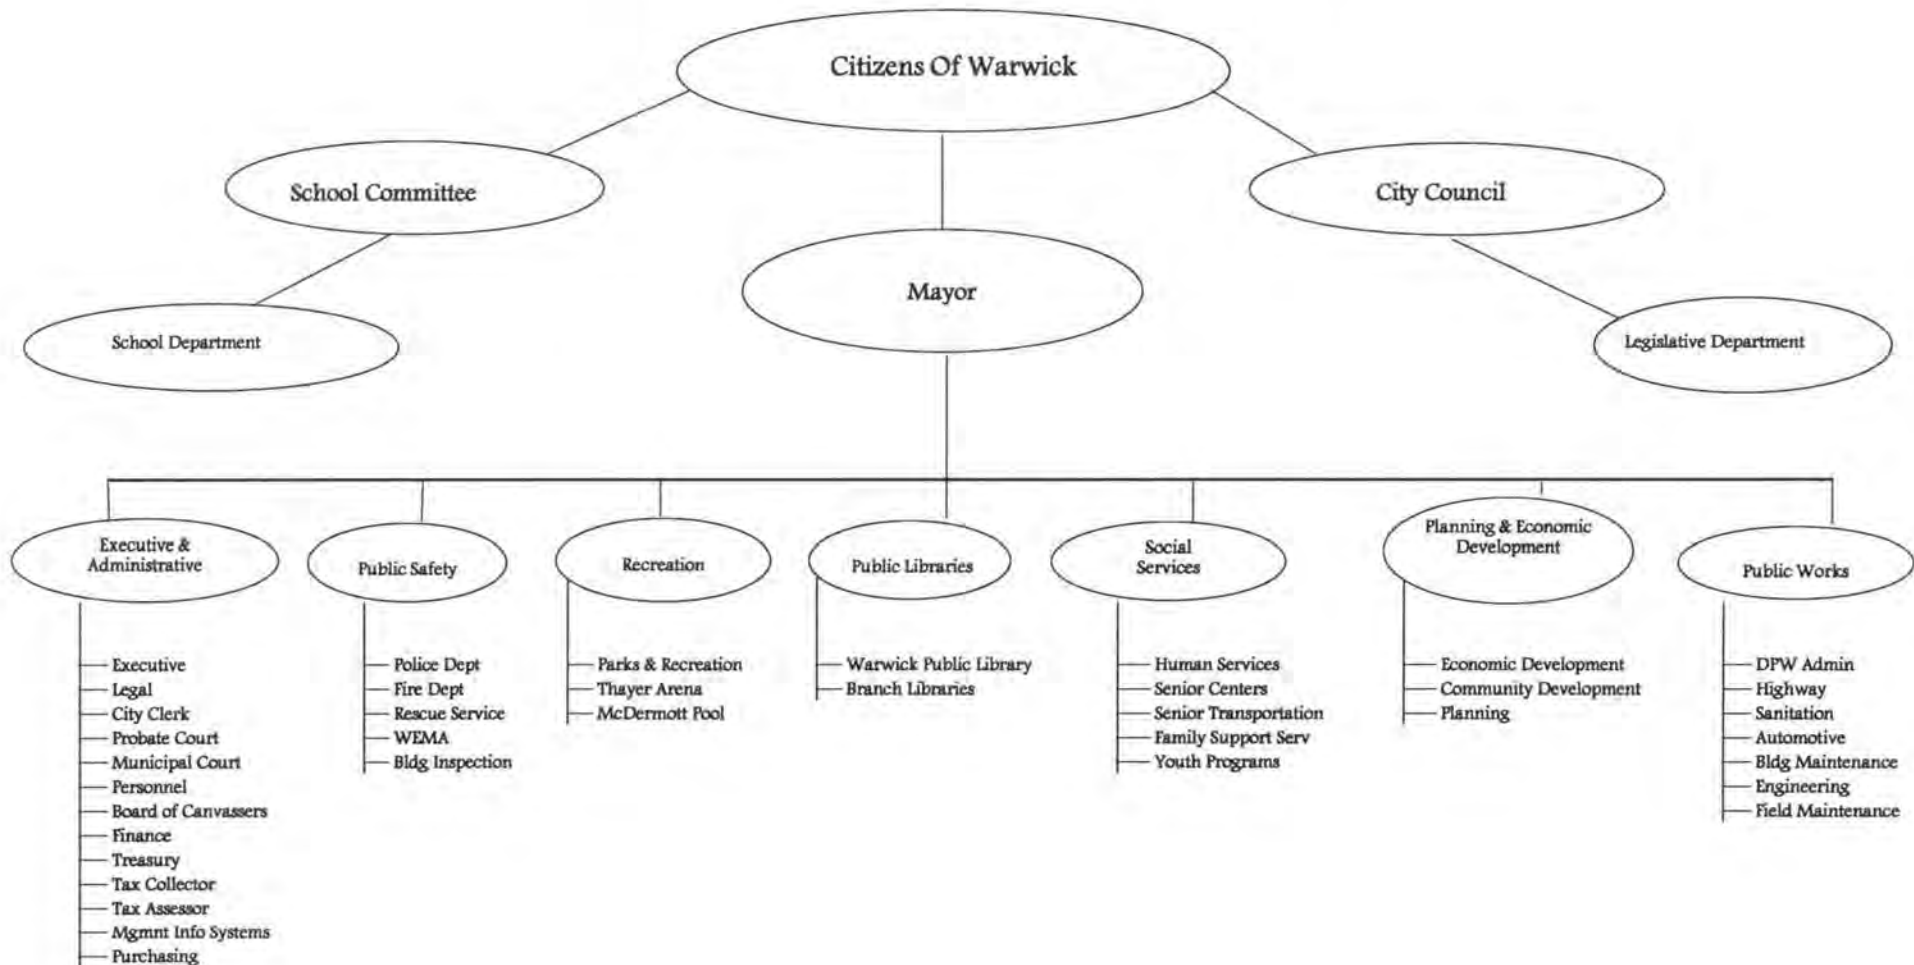 Citizens Of Warwick
School Committee
City Council
Mayor
School Department
Legislative Department
Executive &
Administrative
Executive
Legal
City Clerk
Probate Court
Municipal Court
Personnel
Board of Canvassers
Finance
Treasury
Tax Collector
Tax Assessor
Mgmnt Info Systems
Purchasing
Public Safety
Police Dept
Fire Dept
Rescue Service
WEMA
Bldg Inspection
Recreation
Parks & Recreation
Thayer Arena
McDermott Pool
Public Libraries
Warwick Public Library
Branch Libraries
Social
Services
Human Services
Senior Centers
Senior Transportation
Family Support Serv
Youth Programs
Planning & Economic
Development
Economic Development
Community Development
Planning
Public Works
DPW Admin
Highway
Sanitation
Automotive
Bldg Maintenance
Engineering
Field Maintenance